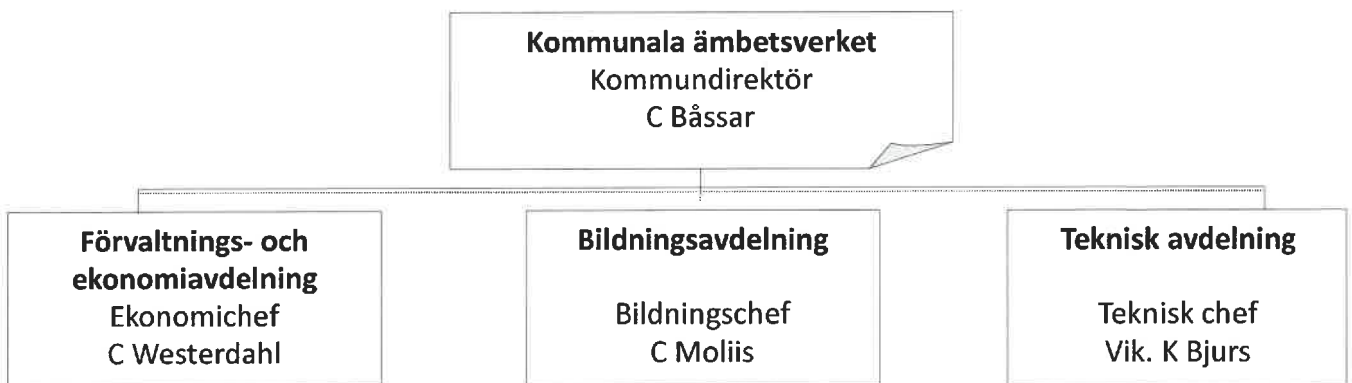 Kommunala ämbetsverket
Kommundirektör
C Båssar
Förvaltnings- och
ekonomiavdelning
Ekonomichef
C Westerdahl
Bildningsavdelning
Bildningschef
C Moliis
Teknisk avdelning
Teknisk chef
Vik. K Bjurs